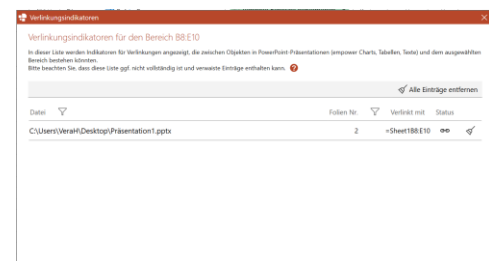 Verlinkungsindikatoren
Verlinkungsindikatoren für den Bereich B8:E10
In dieser Liste werden Indikatoren für Verlinkungen angezeigt, die zwischen Objekten in PowerPoint-Präsentationen (empower Charts, Tabellen, Texte) und dem ausgewählten
Bereich bestehen könnten.
Bitte beachten Sie, dass diese Liste ggf. nicht vollständig ist und verwaiste Einträge enthalten kann. ?
Alle Einträge entfernen
Datei Folien Nr. Verlinkt mit Status
C:\Users\VeraH\Desktop\Präsentation1.pptx 2 =Sheet1B8:E10